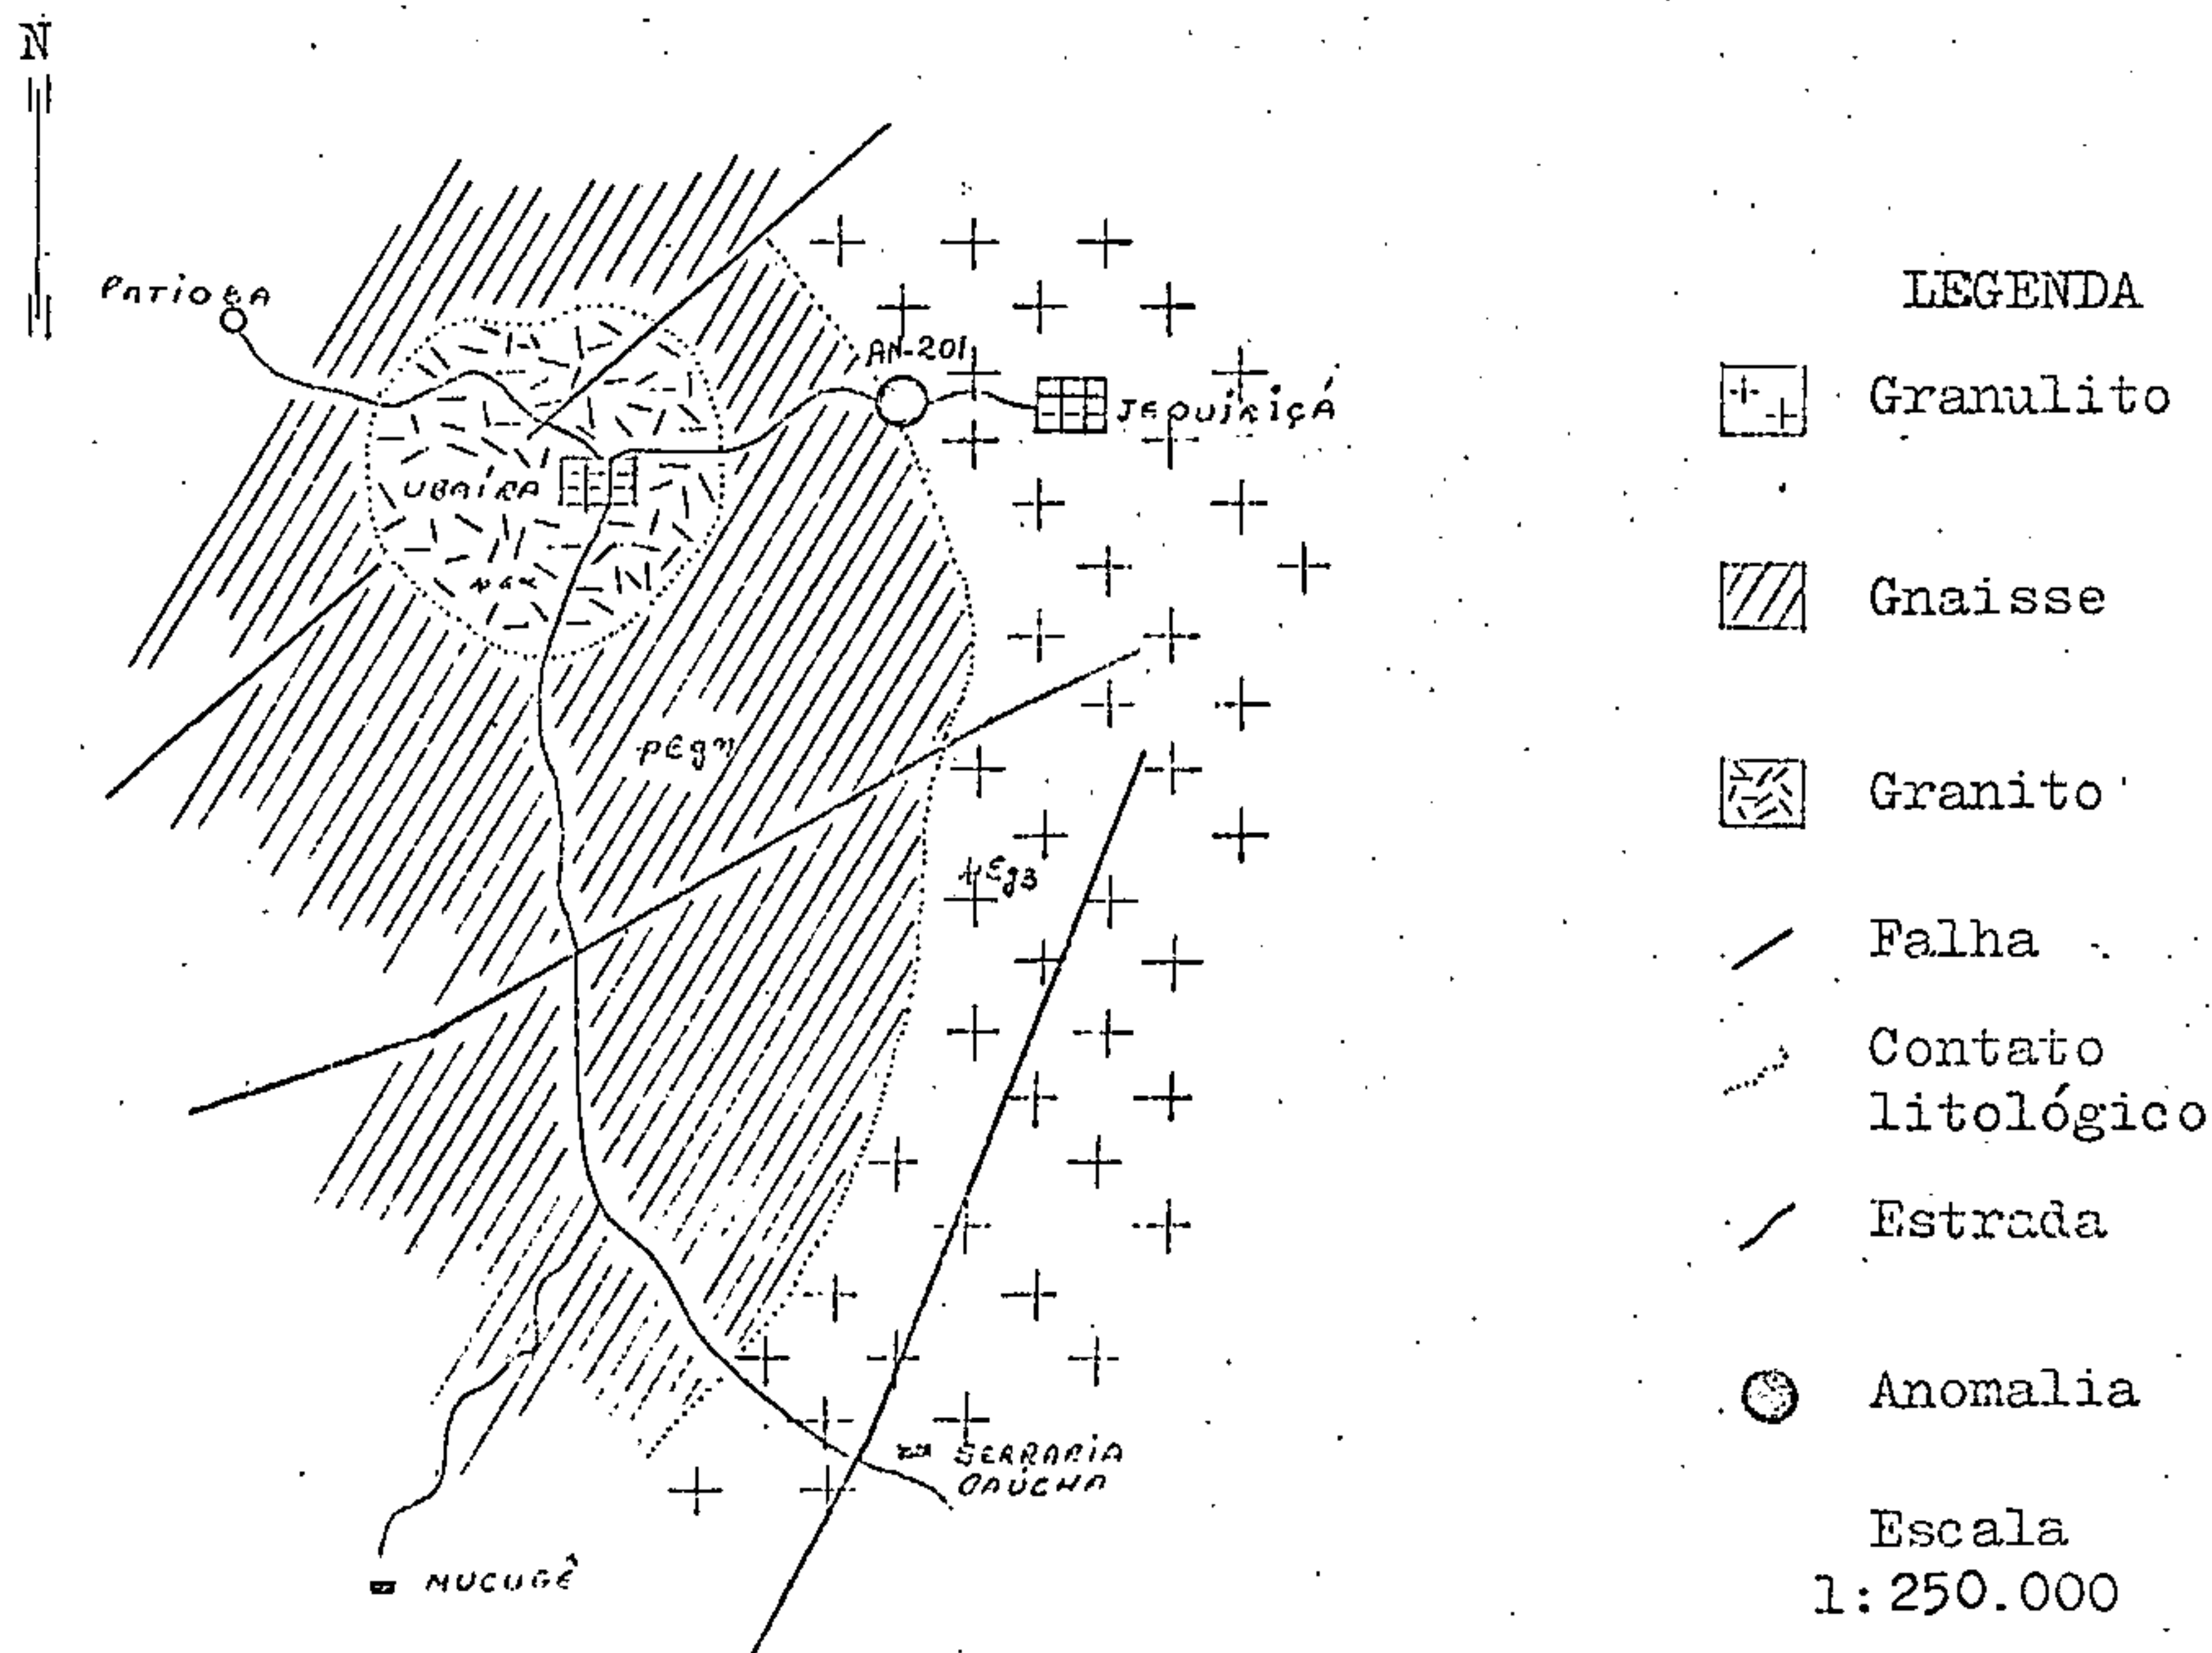 N
PATIOBA
AN-201
JEQUIRIÇÁ
UBAÍRA
pЄgn
pЄg3
SERRARIA
GAÚCHA
MUCUGÊ
LEGENDA
Granulito
Gnaisse
Granito
Falha
Contato
litológico
Estrada
Anomalia
Escala
1:250.000